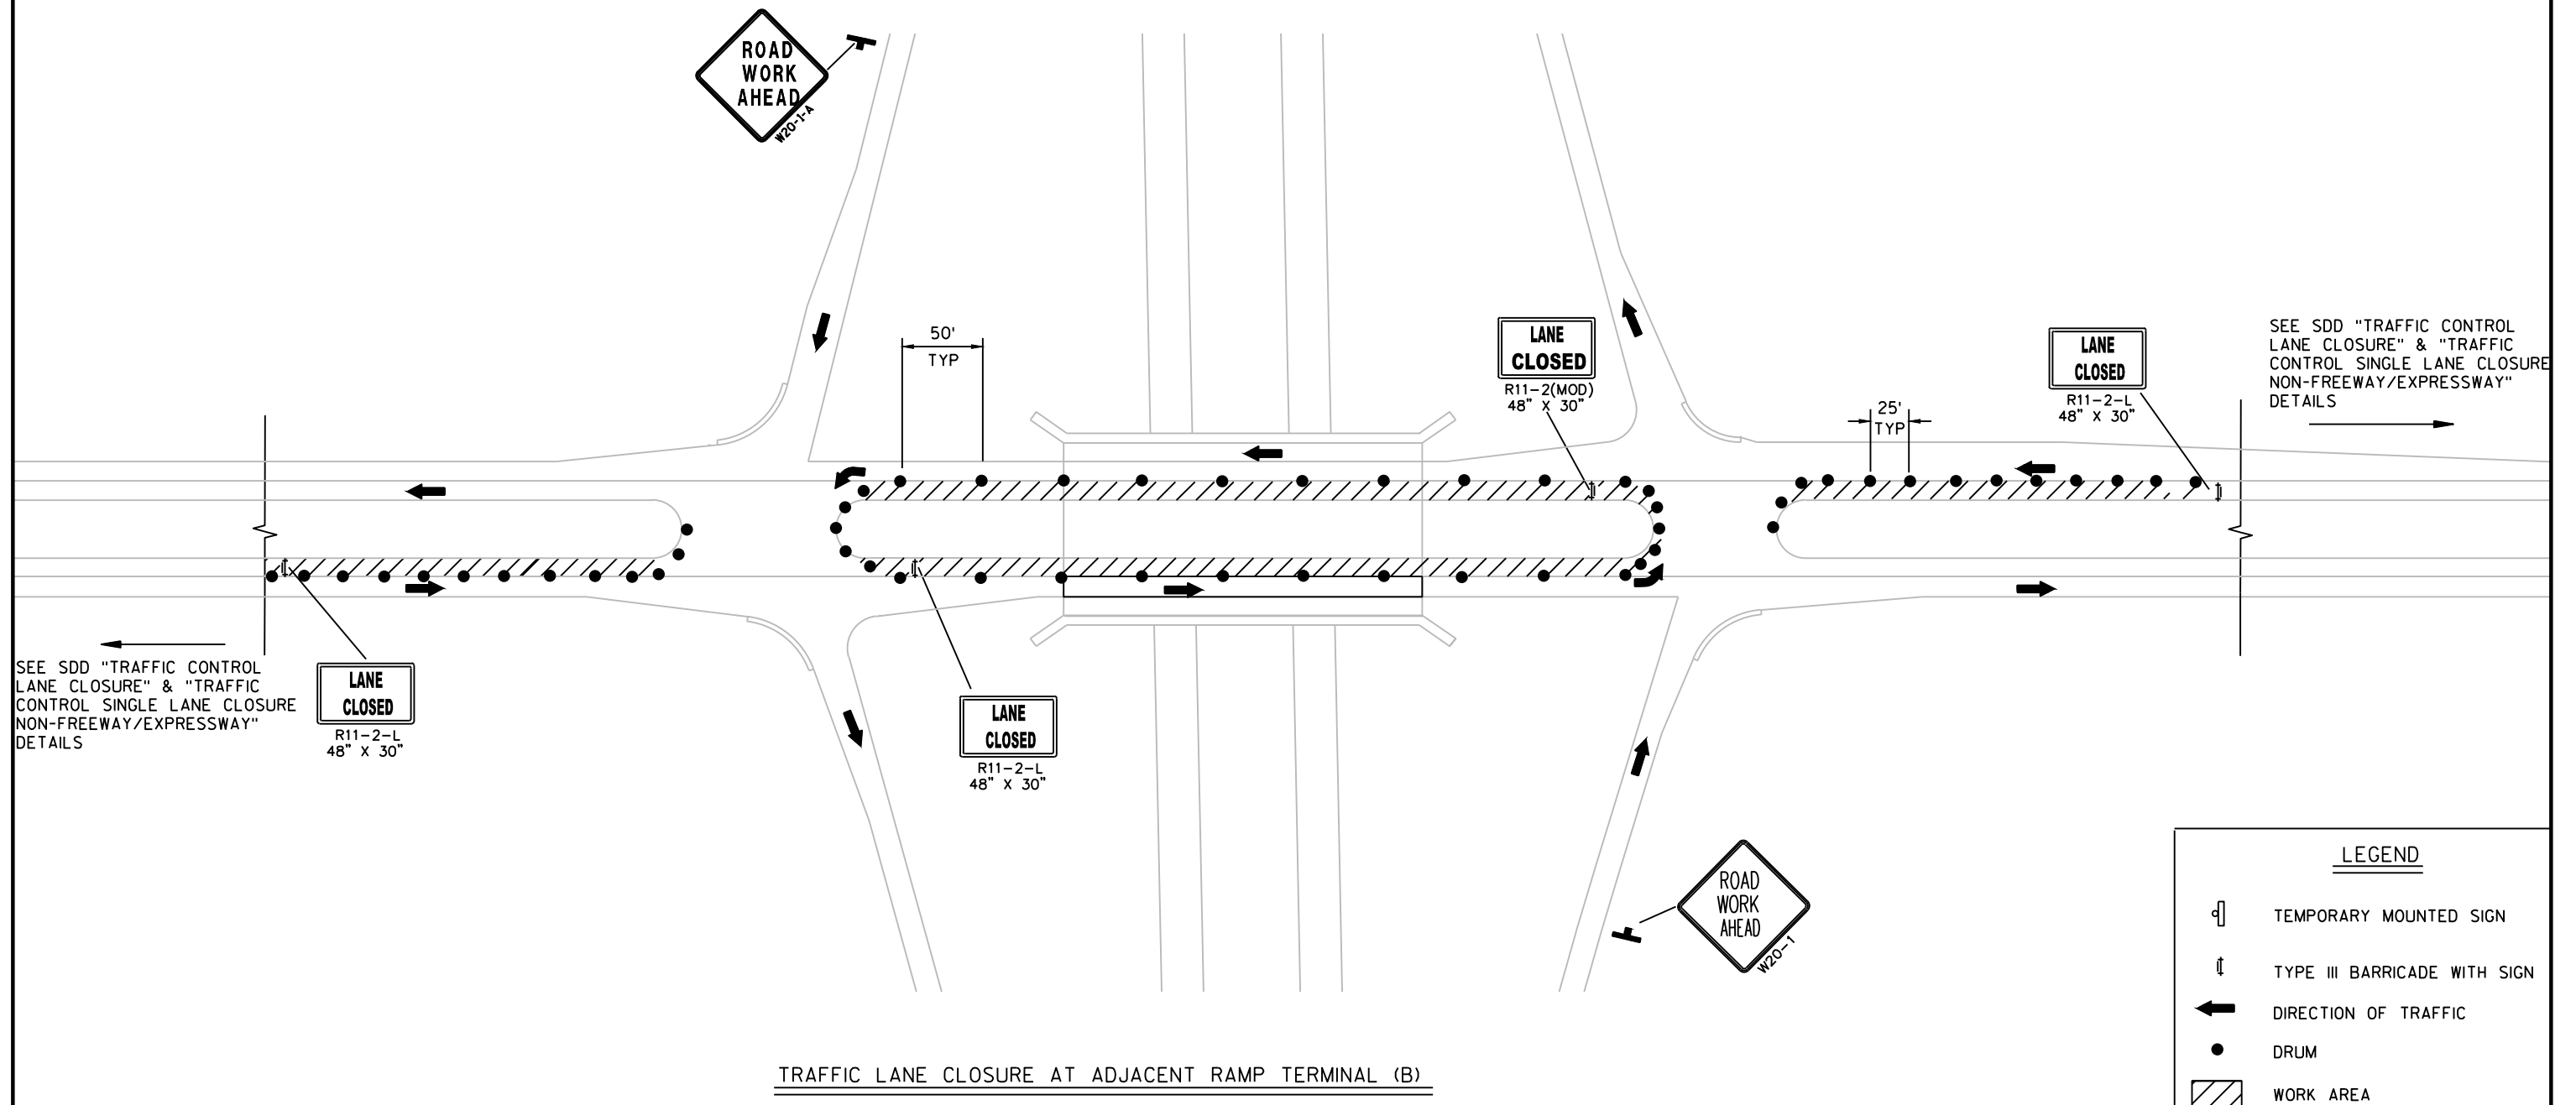 ROAD
WORK
AHEAD
W20-1-A
50'
TYP
LANE
CLOSED
R11-2(MOD)
48" X 30"
LANE
CLOSED
R11-2-L
48" X 30"
25'
TYP
SEE SDD "TRAFFIC CONTROL
LANE CLOSURE" & "TRAFFIC
CONTROL SINGLE LANE CLOSURE
NON-FREEWAY/EXPRESSWAY"
DETAILS
SEE SDD "TRAFFIC CONTROL
LANE CLOSURE" & "TRAFFIC
CONTROL SINGLE LANE CLOSURE
NON-FREEWAY/EXPRESSWAY"
DETAILS
LANE
CLOSED
R11-2-L
48" X 30"
LANE
CLOSED
R11-2-L
48" X 30"
ROAD
WORK
AHEAD
W20-1
LEGEND
TEMPORARY MOUNTED SIGN
TYPE III BARRICADE WITH SIGN
DIRECTION OF TRAFFIC
DRUM
WORK AREA
TRAFFIC LANE CLOSURE AT ADJACENT RAMP TERMINAL (B)